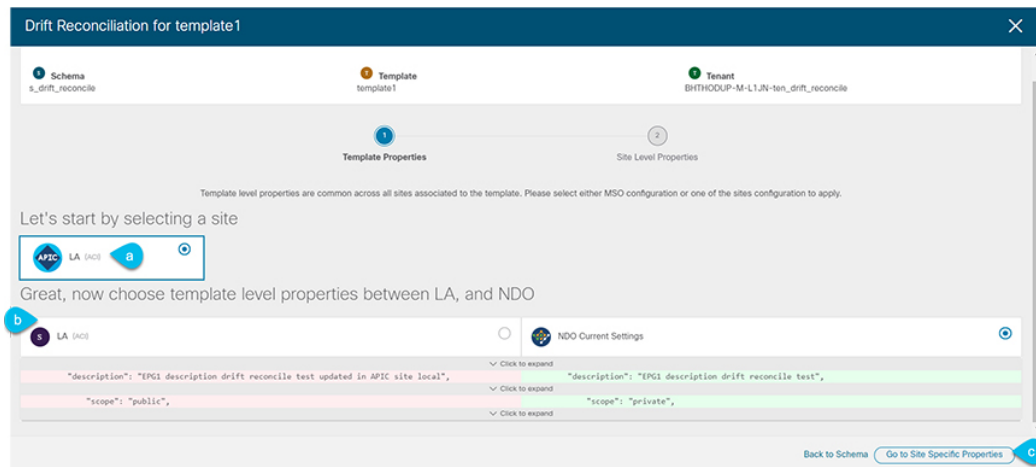 Drift Reconciliation for template1
S Schema
s_drift_reconcile
T Template
template1
T Tenant
BHTHODUP-M-L1JN-ten_drift_reconcile
1
Template Properties
2
Site Level Properties
Template level properties are common across all sites associated to the template. Please select either MSO configuration or one of the sites configuration to apply.
Let's start by selecting a site
APIC LA (ACI) a
Great, now choose template level properties between LA, and NDO
b
S LA (ACI)
NDO Current Settings
Click to expand
"description": "EPG1 description drift reconcile test updated in APIC site local",
"description": "EPG1 description drift reconcile test",
Click to expand
"scope": "public",
"scope": "private",
Click to expand
Back to Schema Go to Site Specific Properties c